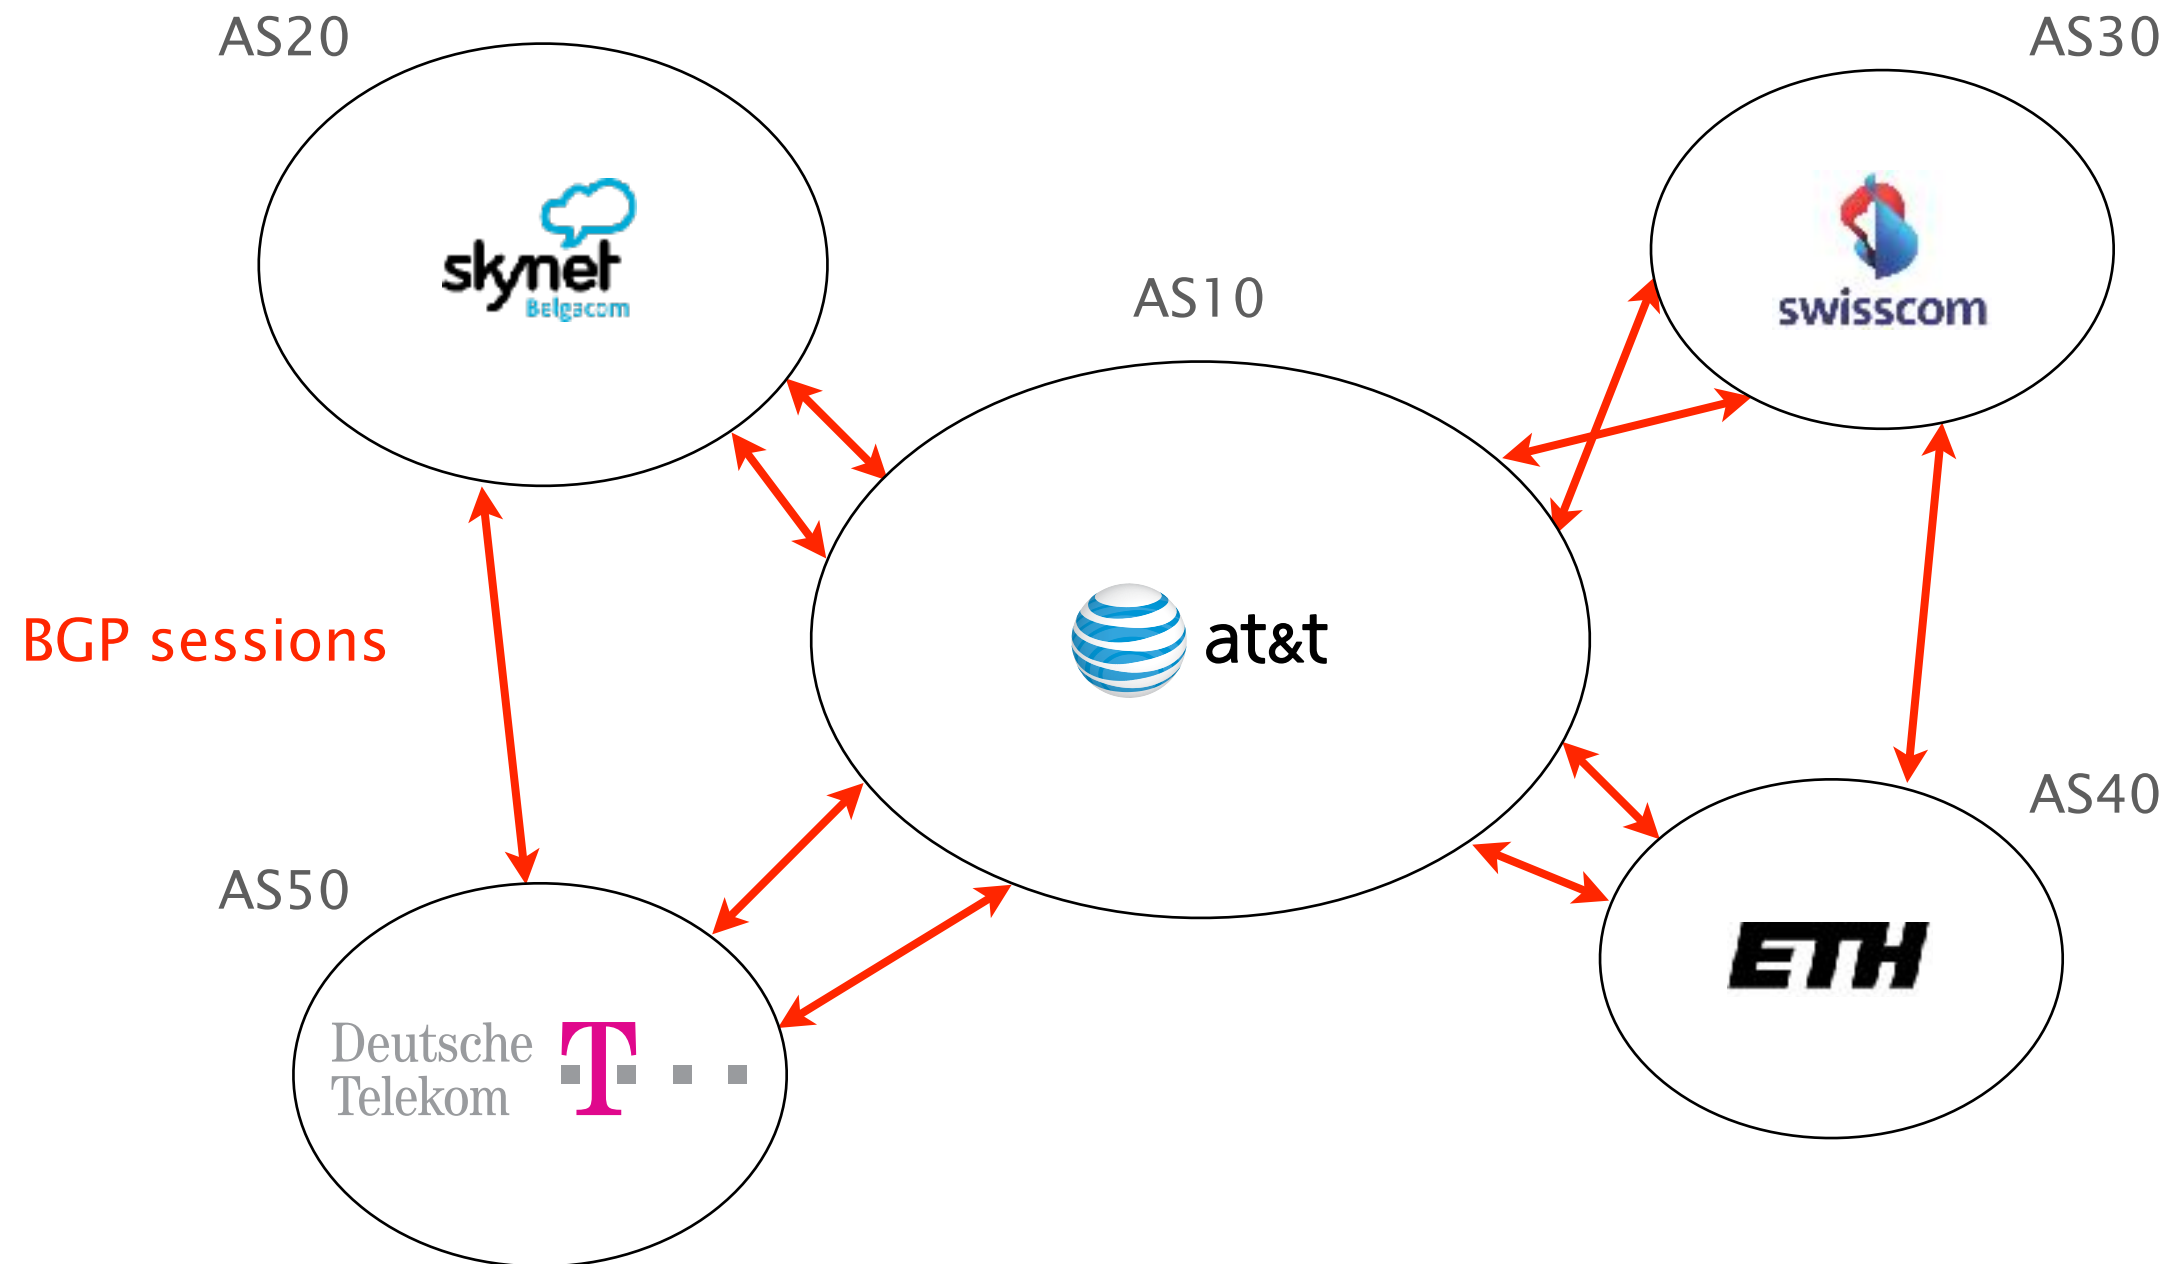 AS20
AS30
skynet
Belgacom
swisscom
AS10
BGP sessions
at&t
AS40
AS50
ETH
Deutsche
Telekom
T